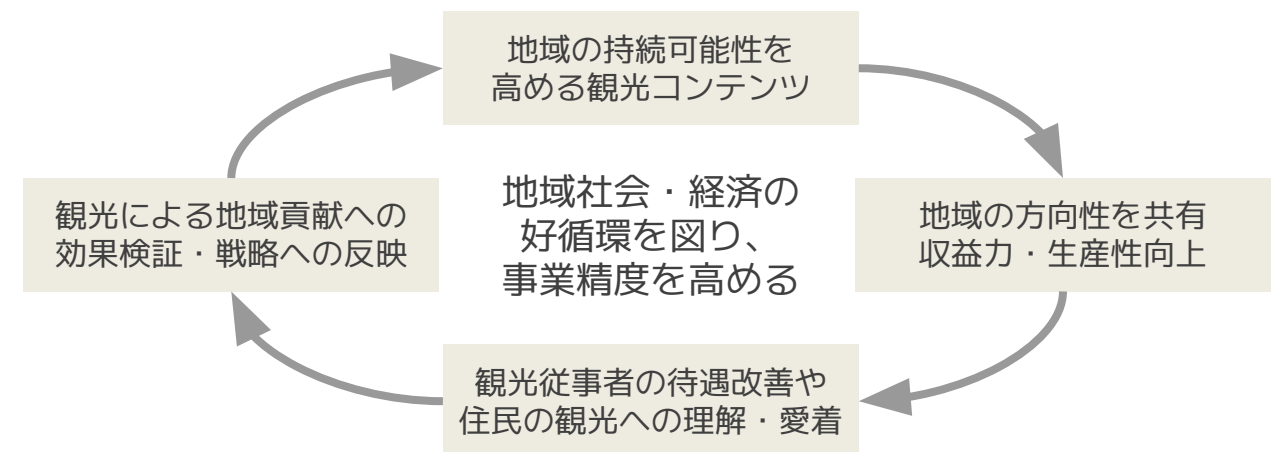 地域の持続可能性を
高める観光コンテンツ
地域の方向性を共有
収益力・生産性向上
観光従事者の待遇改善や
住民の観光への理解・愛着
観光による地域貢献への
効果検証・戦略への反映
地域社会・経済の
好循環を図り、
事業精度を高める